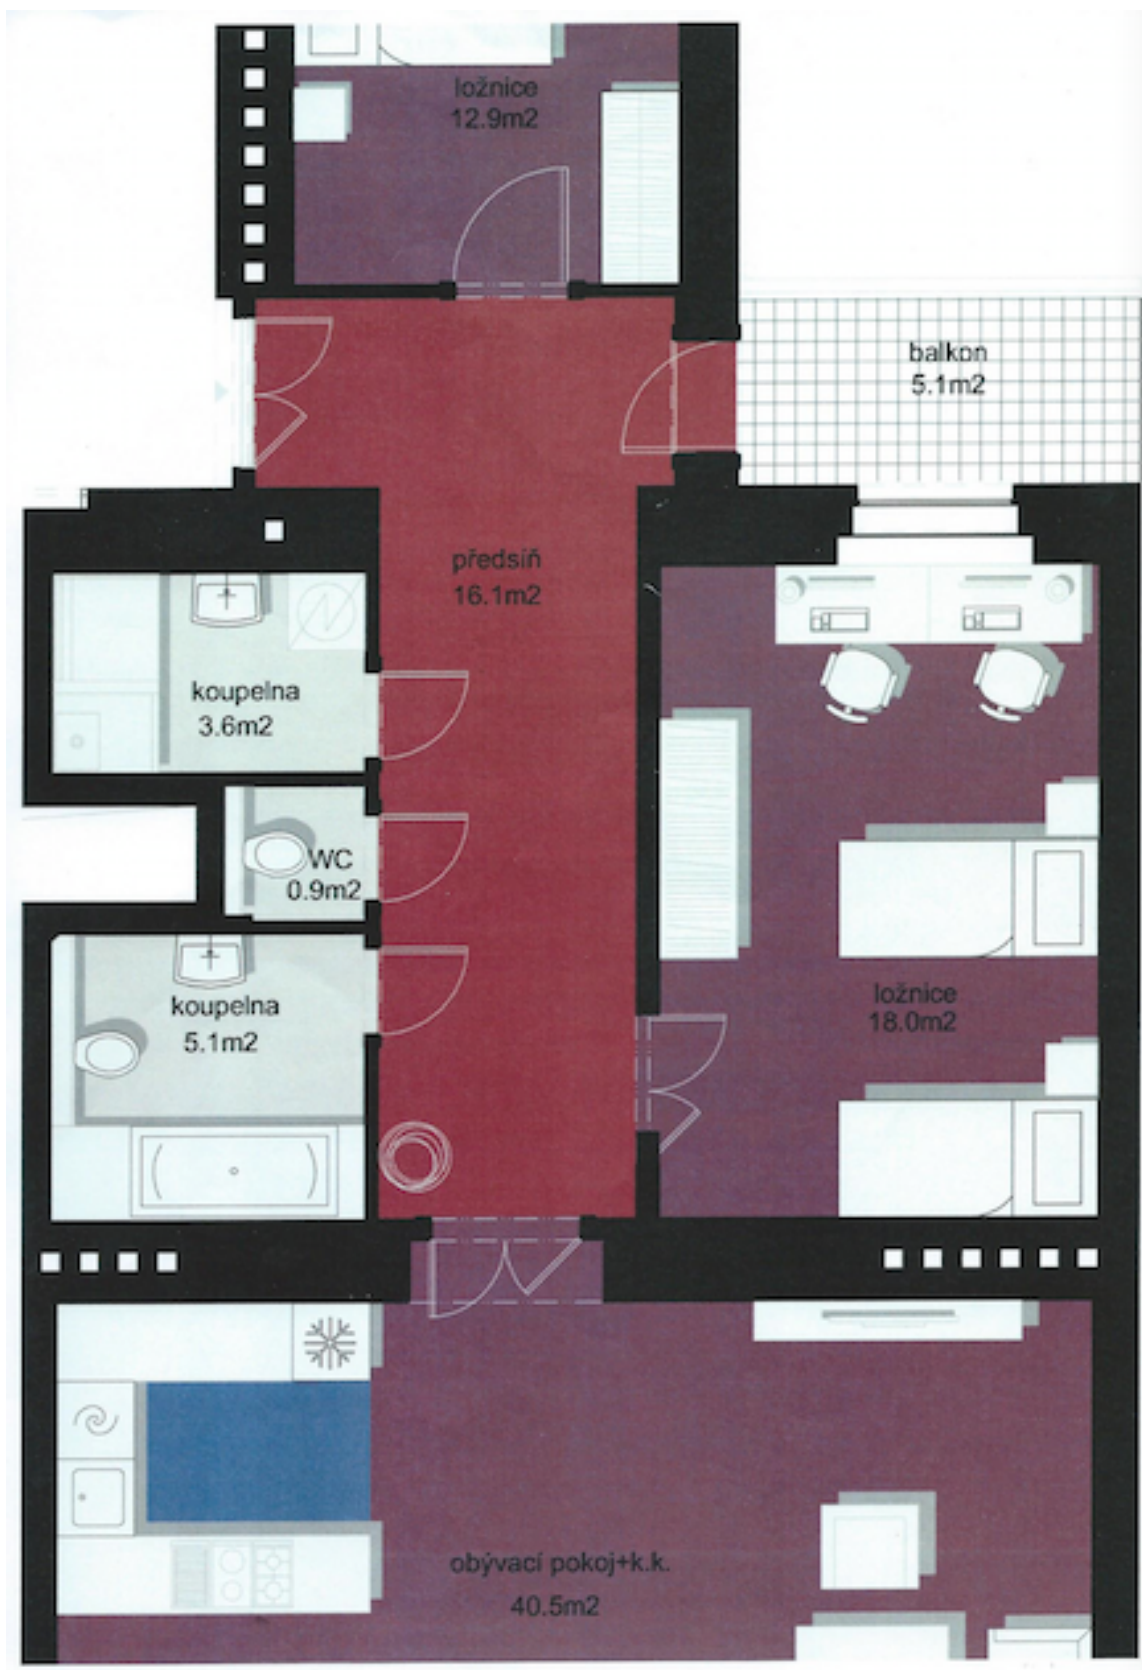 ložnice
12.9m2
balkon
5.1m2
předsíň
16.1m2
koupelna
3.6m2
WC
0.9m2
koupelna
5.1m2
ložnice
18.0m2
obývací pokoj+k.k.
40.5m2